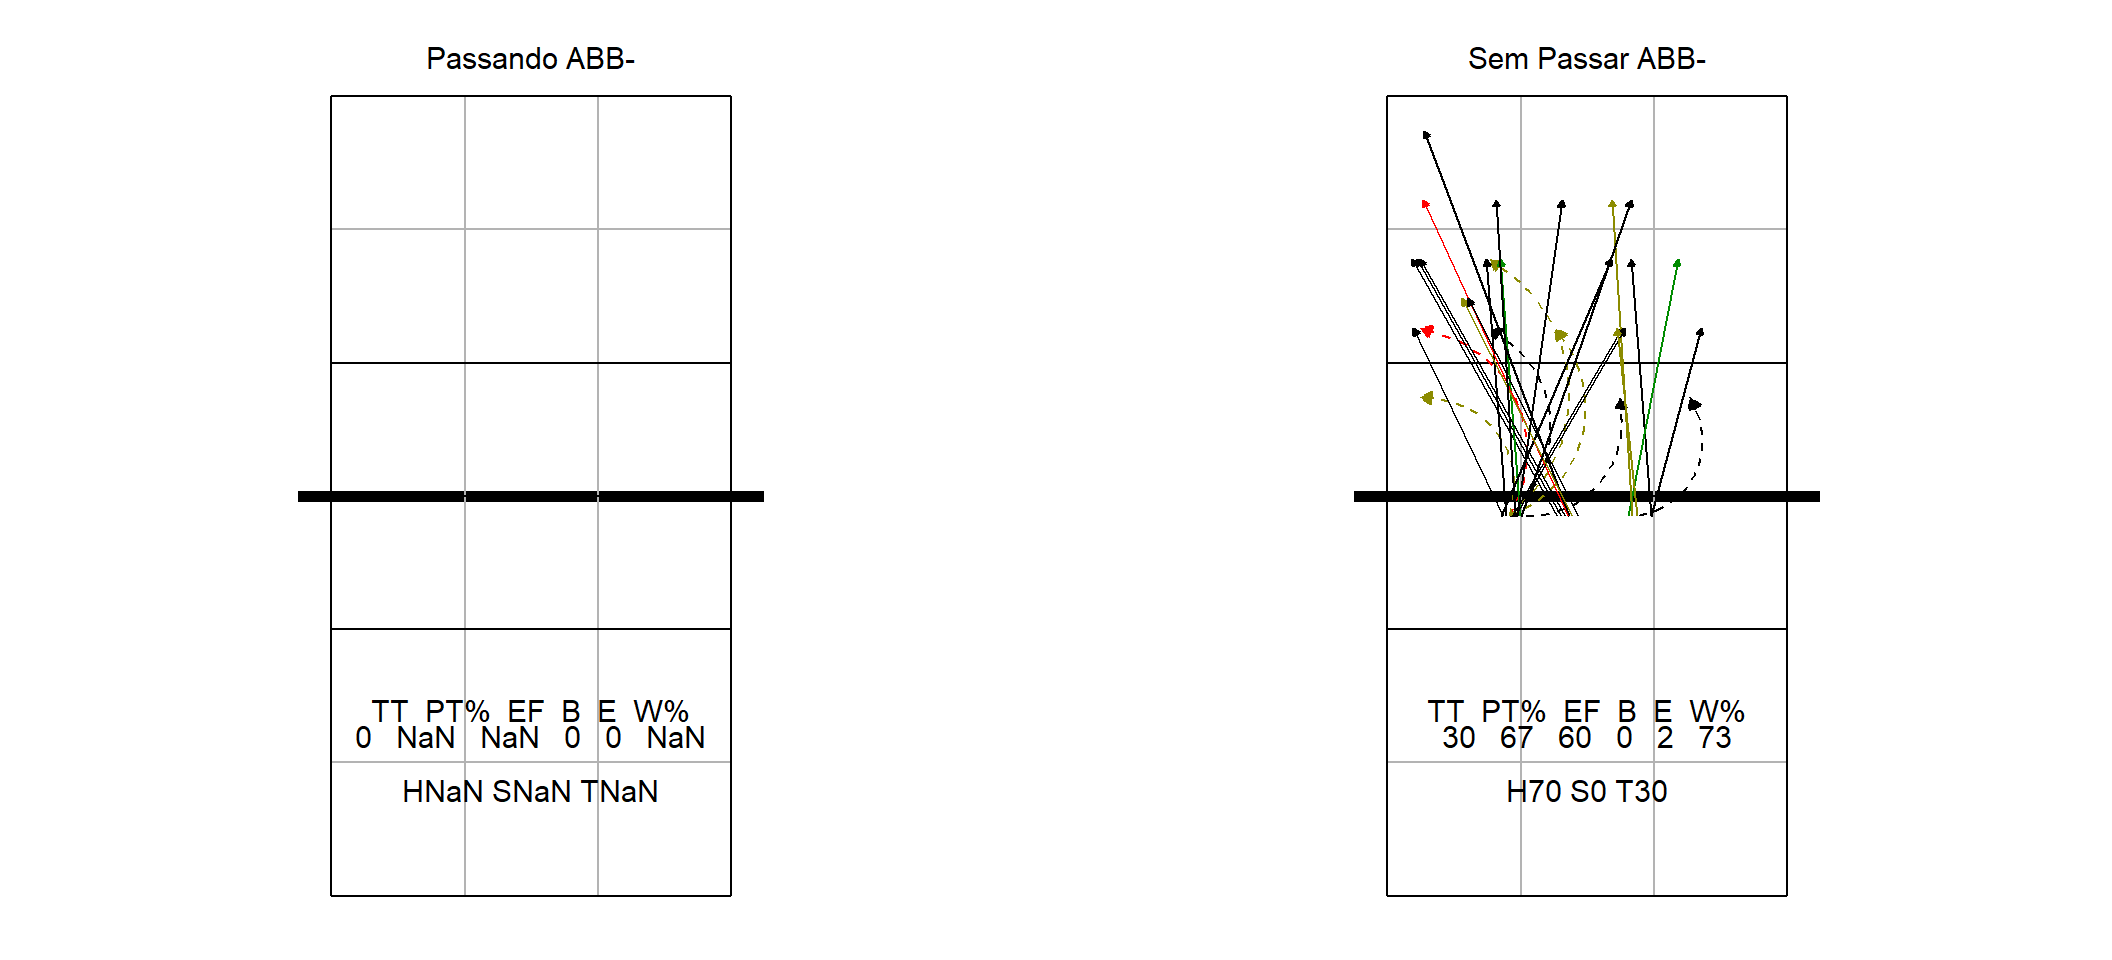 Passando ABB-
TT PT% EF B E W%
0 NaN NaN 0 0 NaN
HNaN SNaN TNaN
Sem Passar ABB-
TT PT% EF B E W%
30 67 60 0 2 73
H70 S0 T30